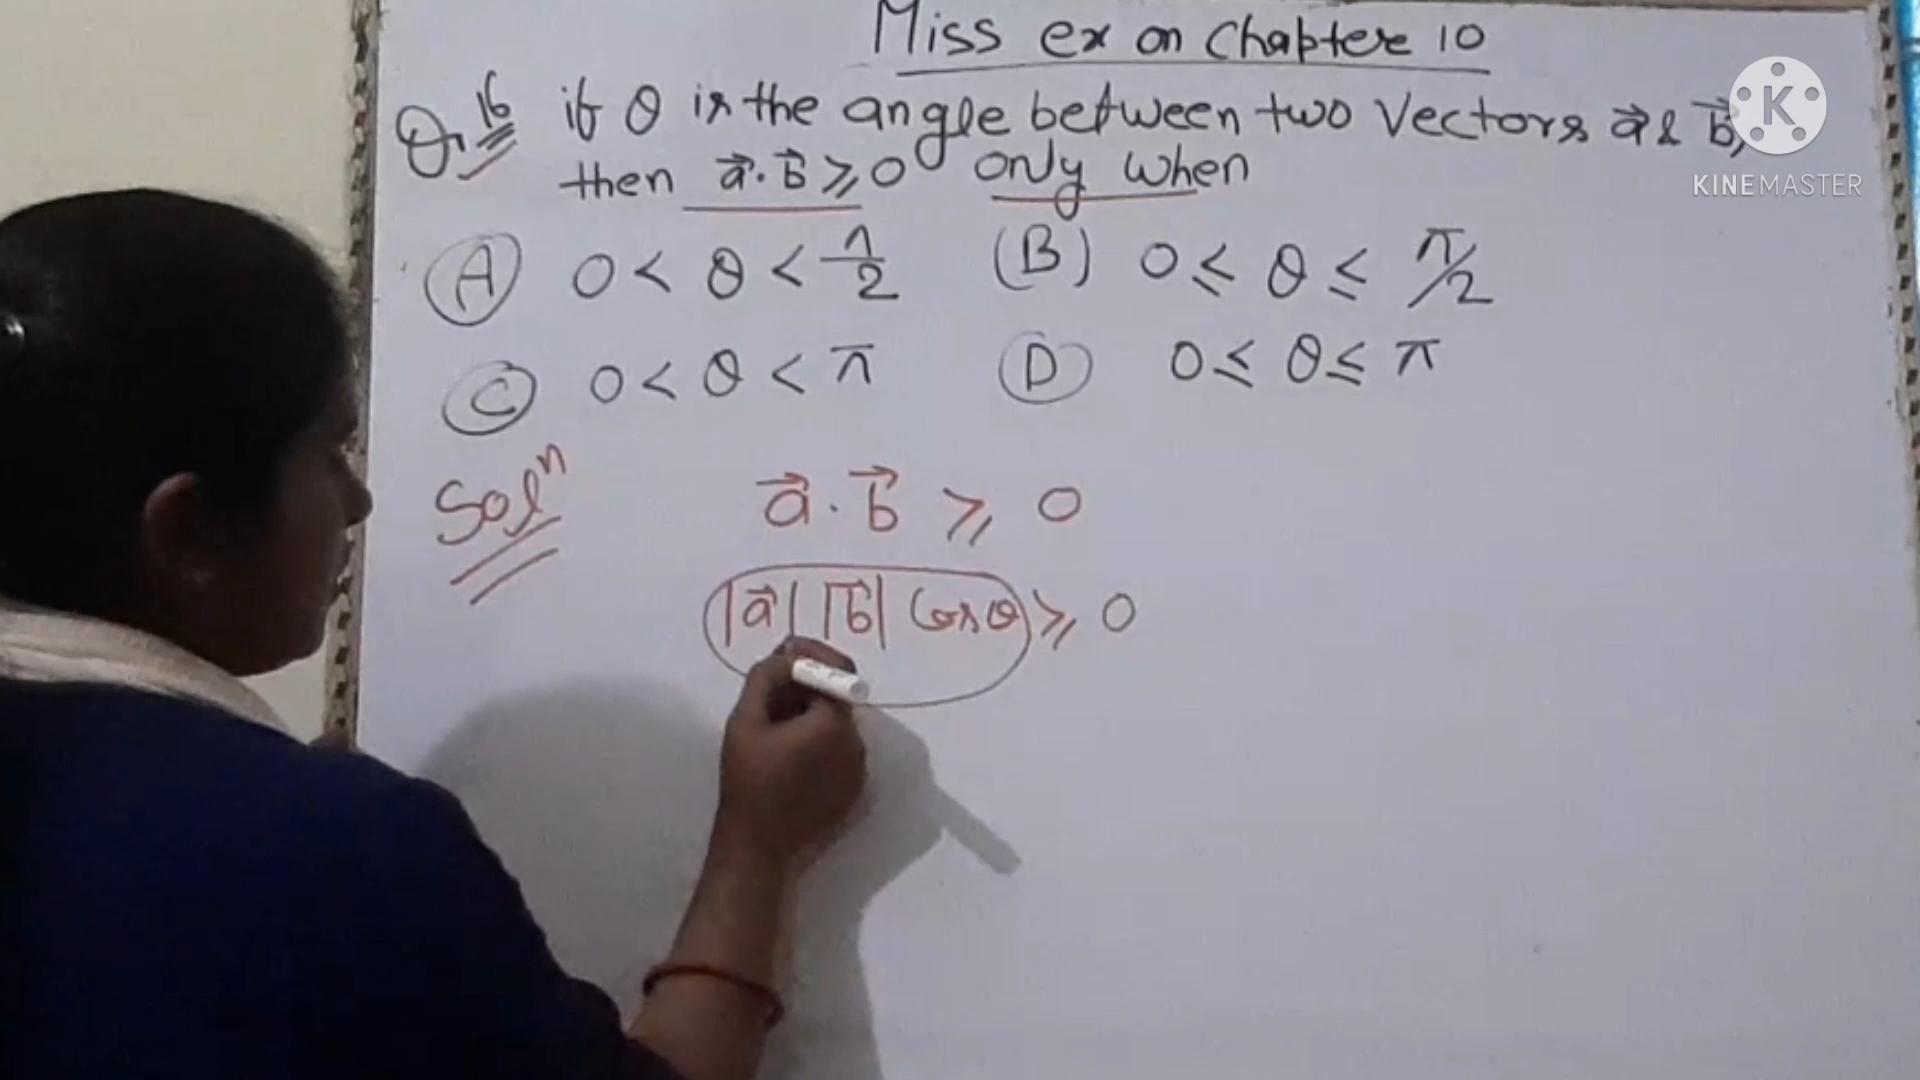 Miss ex on Chapter 10
Q.16 if θ is the angle between two Vectors a⃗ & b⃗,
then a⃗·b⃗ ≥ 0 only when
(A) 0 < θ < π/2 (B) 0 ≤ θ ≤ π/2
(C) 0 < θ < π (D) 0 ≤ θ ≤ π
Solⁿ a⃗·b⃗ ≥ 0
|a⃗| |b⃗| Cosθ ≥ 0
K
KINEMASTER